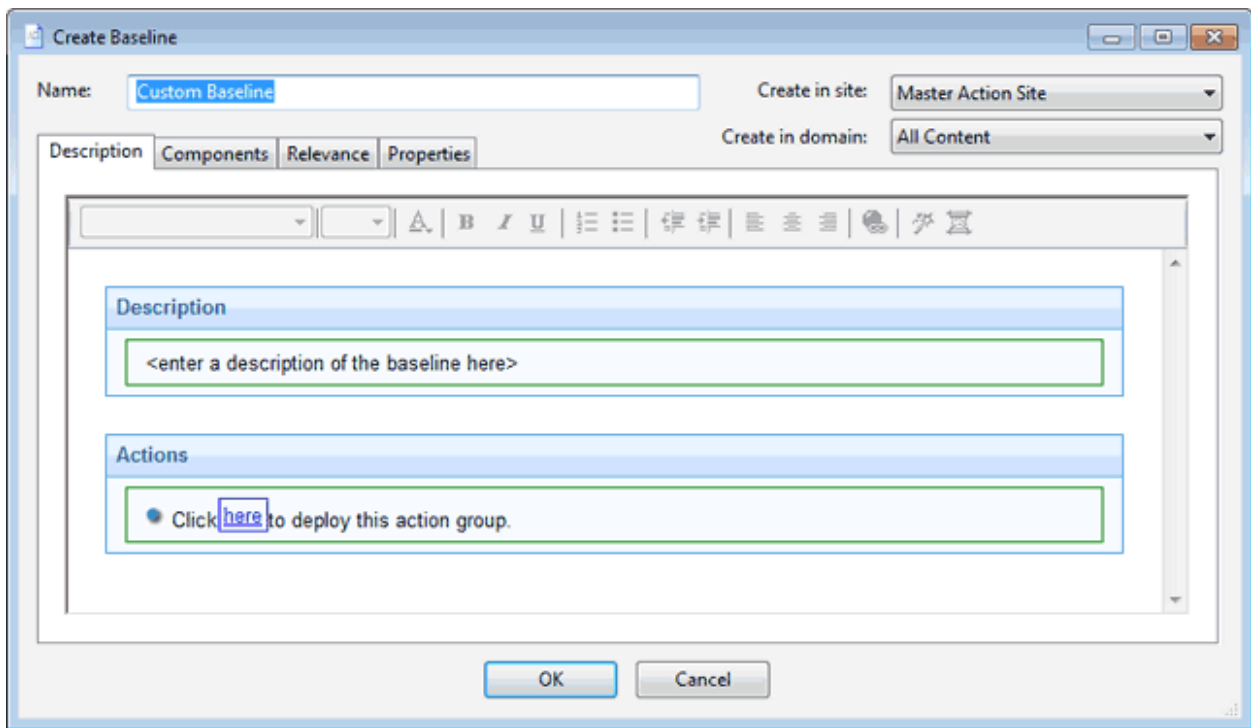 Create Baseline
Name: Custom Baseline Create in site: Master Action Site
Create in domain: All Content
Description Components Relevance Properties
A B I U
Description
<enter a description of the baseline here>
Actions
Click here to deploy this action group.
OK Cancel